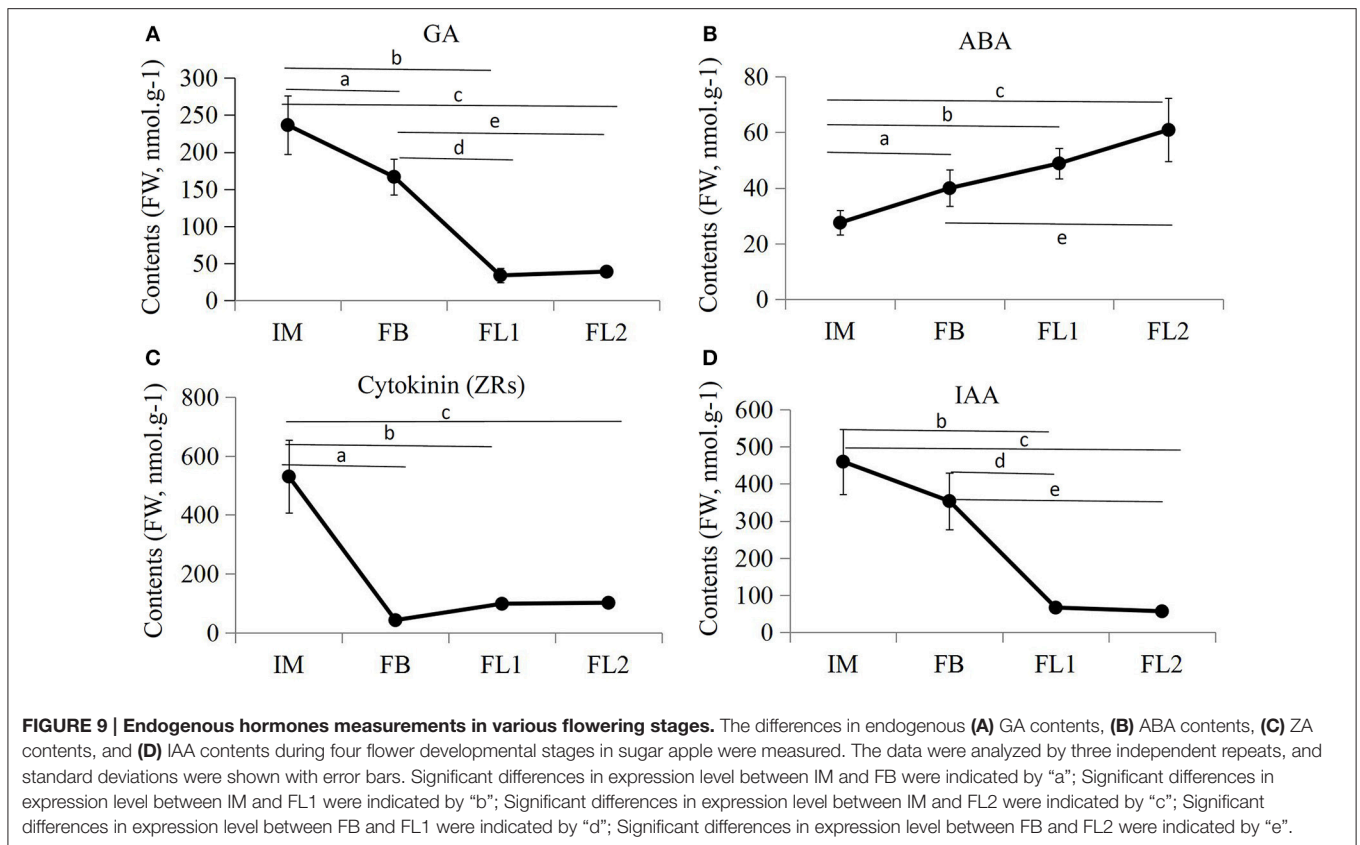 A
GA
b
a
c
e
d
300
250
200
150
100
50
0
Contents (FW, nmol.g-1)
IM FB FL1 FL2
B
ABA
c
b
a
e
80
60
40
20
0
Contents (FW, nmol.g-1)
IM FB FL1 FL2
C
Cytokinin (ZRs)
c
b
a
800
600
400
200
0
Contents (FW, nmol.g-1)
IM FB FL1 FL2
D
IAA
b
c
d
e
600
500
400
300
200
100
0
Contents (FW, nmol.g-1)
IM FB FL1 FL2
FIGURE 9 | Endogenous hormones measurements in various flowering stages. The differences in endogenous (A) GA contents, (B) ABA contents, (C) ZA
contents, and (D) IAA contents during four flower developmental stages in sugar apple were measured. The data were analyzed by three independent repeats, and
standard deviations were shown with error bars. Significant differences in expression level between IM and FB were indicated by “a”; Significant differences in
expression level between IM and FL1 were indicated by “b”; Significant differences in expression level between IM and FL2 were indicated by “c”; Significant
differences in expression level between FB and FL1 were indicated by “d”; Significant differences in expression level between FB and FL2 were indicated by “e”.